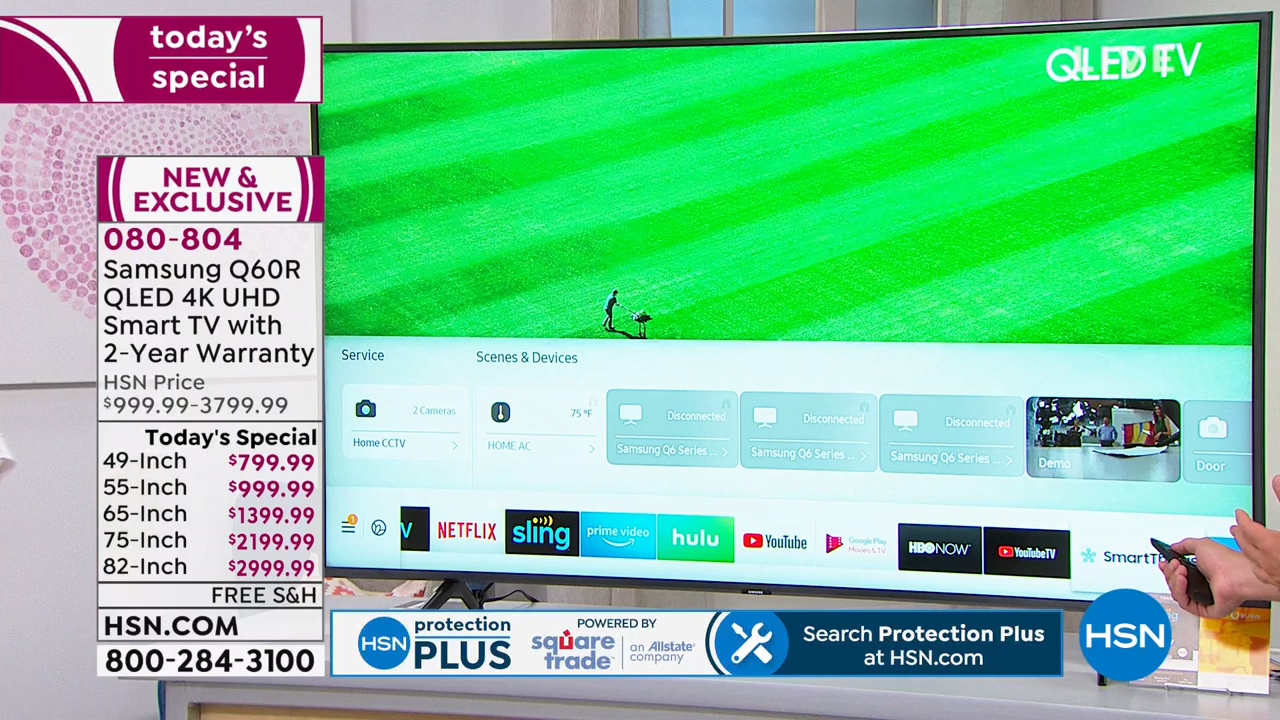 today's
special
NEW &
EXCLUSIVE
080-804
Samsung Q60R
QLED 4K UHD
Smart TV with
2-Year Warranty
HSN Price
$999.99-3799.99
Today's Special
49-Inch $799.99
55-Inch $999.99
65-Inch $1399.99
75-Inch $2199.99
82-Inch $2999.99
FREE S&H
HSN.COM
800-284-3100
QLED TV
Service
Scenes & Devices
2 Cameras
Home CCTV
75 °F
HOME AC
Disconnected
Samsung Q6 Series ...
Disconnected
Samsung Q6 Series ...
Disconnected
Samsung Q6 Series ...
Demo
Door
1
V
NETFLIX
sling
prime video
hulu
YouTube
Google Play
Movies & TV
HBO NOW
YouTubeTV
SmartTh
SAMSUNG
HSN
protection
PLUS
POWERED BY
square
trade
an Allstate
company
Search Protection Plus
at HSN.com
HSN